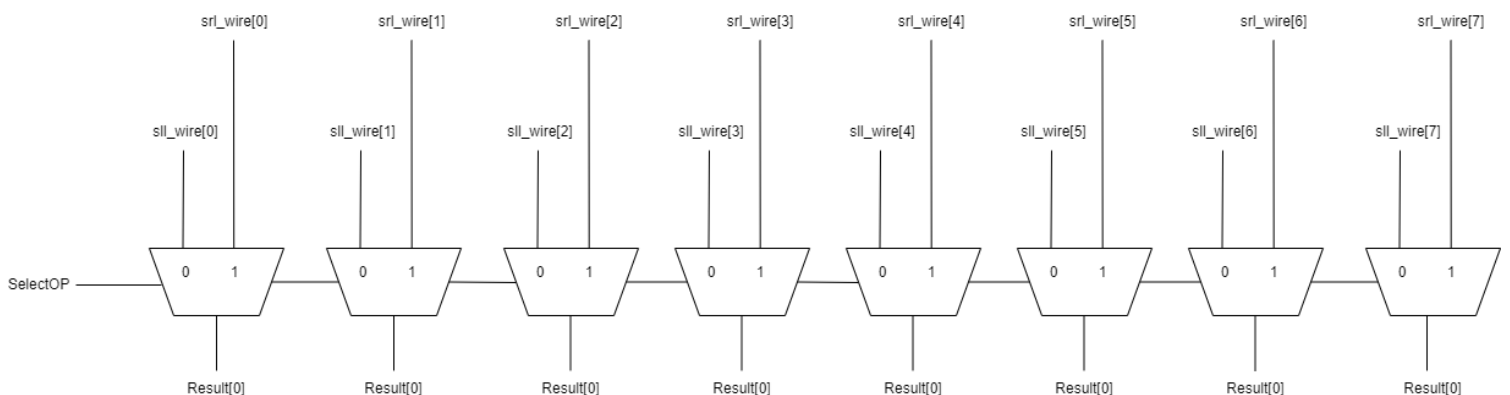 srl_wire[0] srl_wire[1] srl_wire[2] srl_wire[3] srl_wire[4] srl_wire[5] srl_wire[6] srl_wire[7]
sll_wire[0] sll_wire[1] sll_wire[2] sll_wire[3] sll_wire[4] sll_wire[5] sll_wire[6] sll_wire[7]
0 1 0 1 0 1 0 1 0 1 0 1 0 1 0 1
SelectOP
Result[0] Result[0] Result[0] Result[0] Result[0] Result[0] Result[0] Result[0]